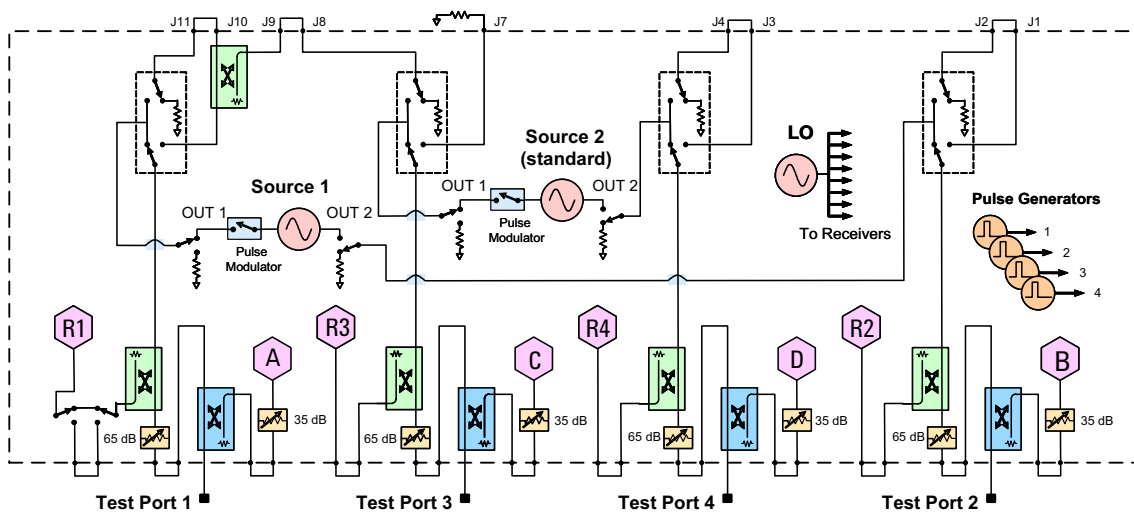 J11 J10 J9 J8 J7 J4 J3 J2 J1
Source 1
OUT 1
OUT 2
Pulse
Modulator
Source 2
(standard)
OUT 1
OUT 2
Pulse
Modulator
LO
To Receivers
Pulse Generators
1
2
3
4
R1
A
R3
C
R4
D
R2
B
65 dB
35 dB
65 dB
35 dB
65 dB
35 dB
65 dB
35 dB
Test Port 1
Test Port 3
Test Port 4
Test Port 2